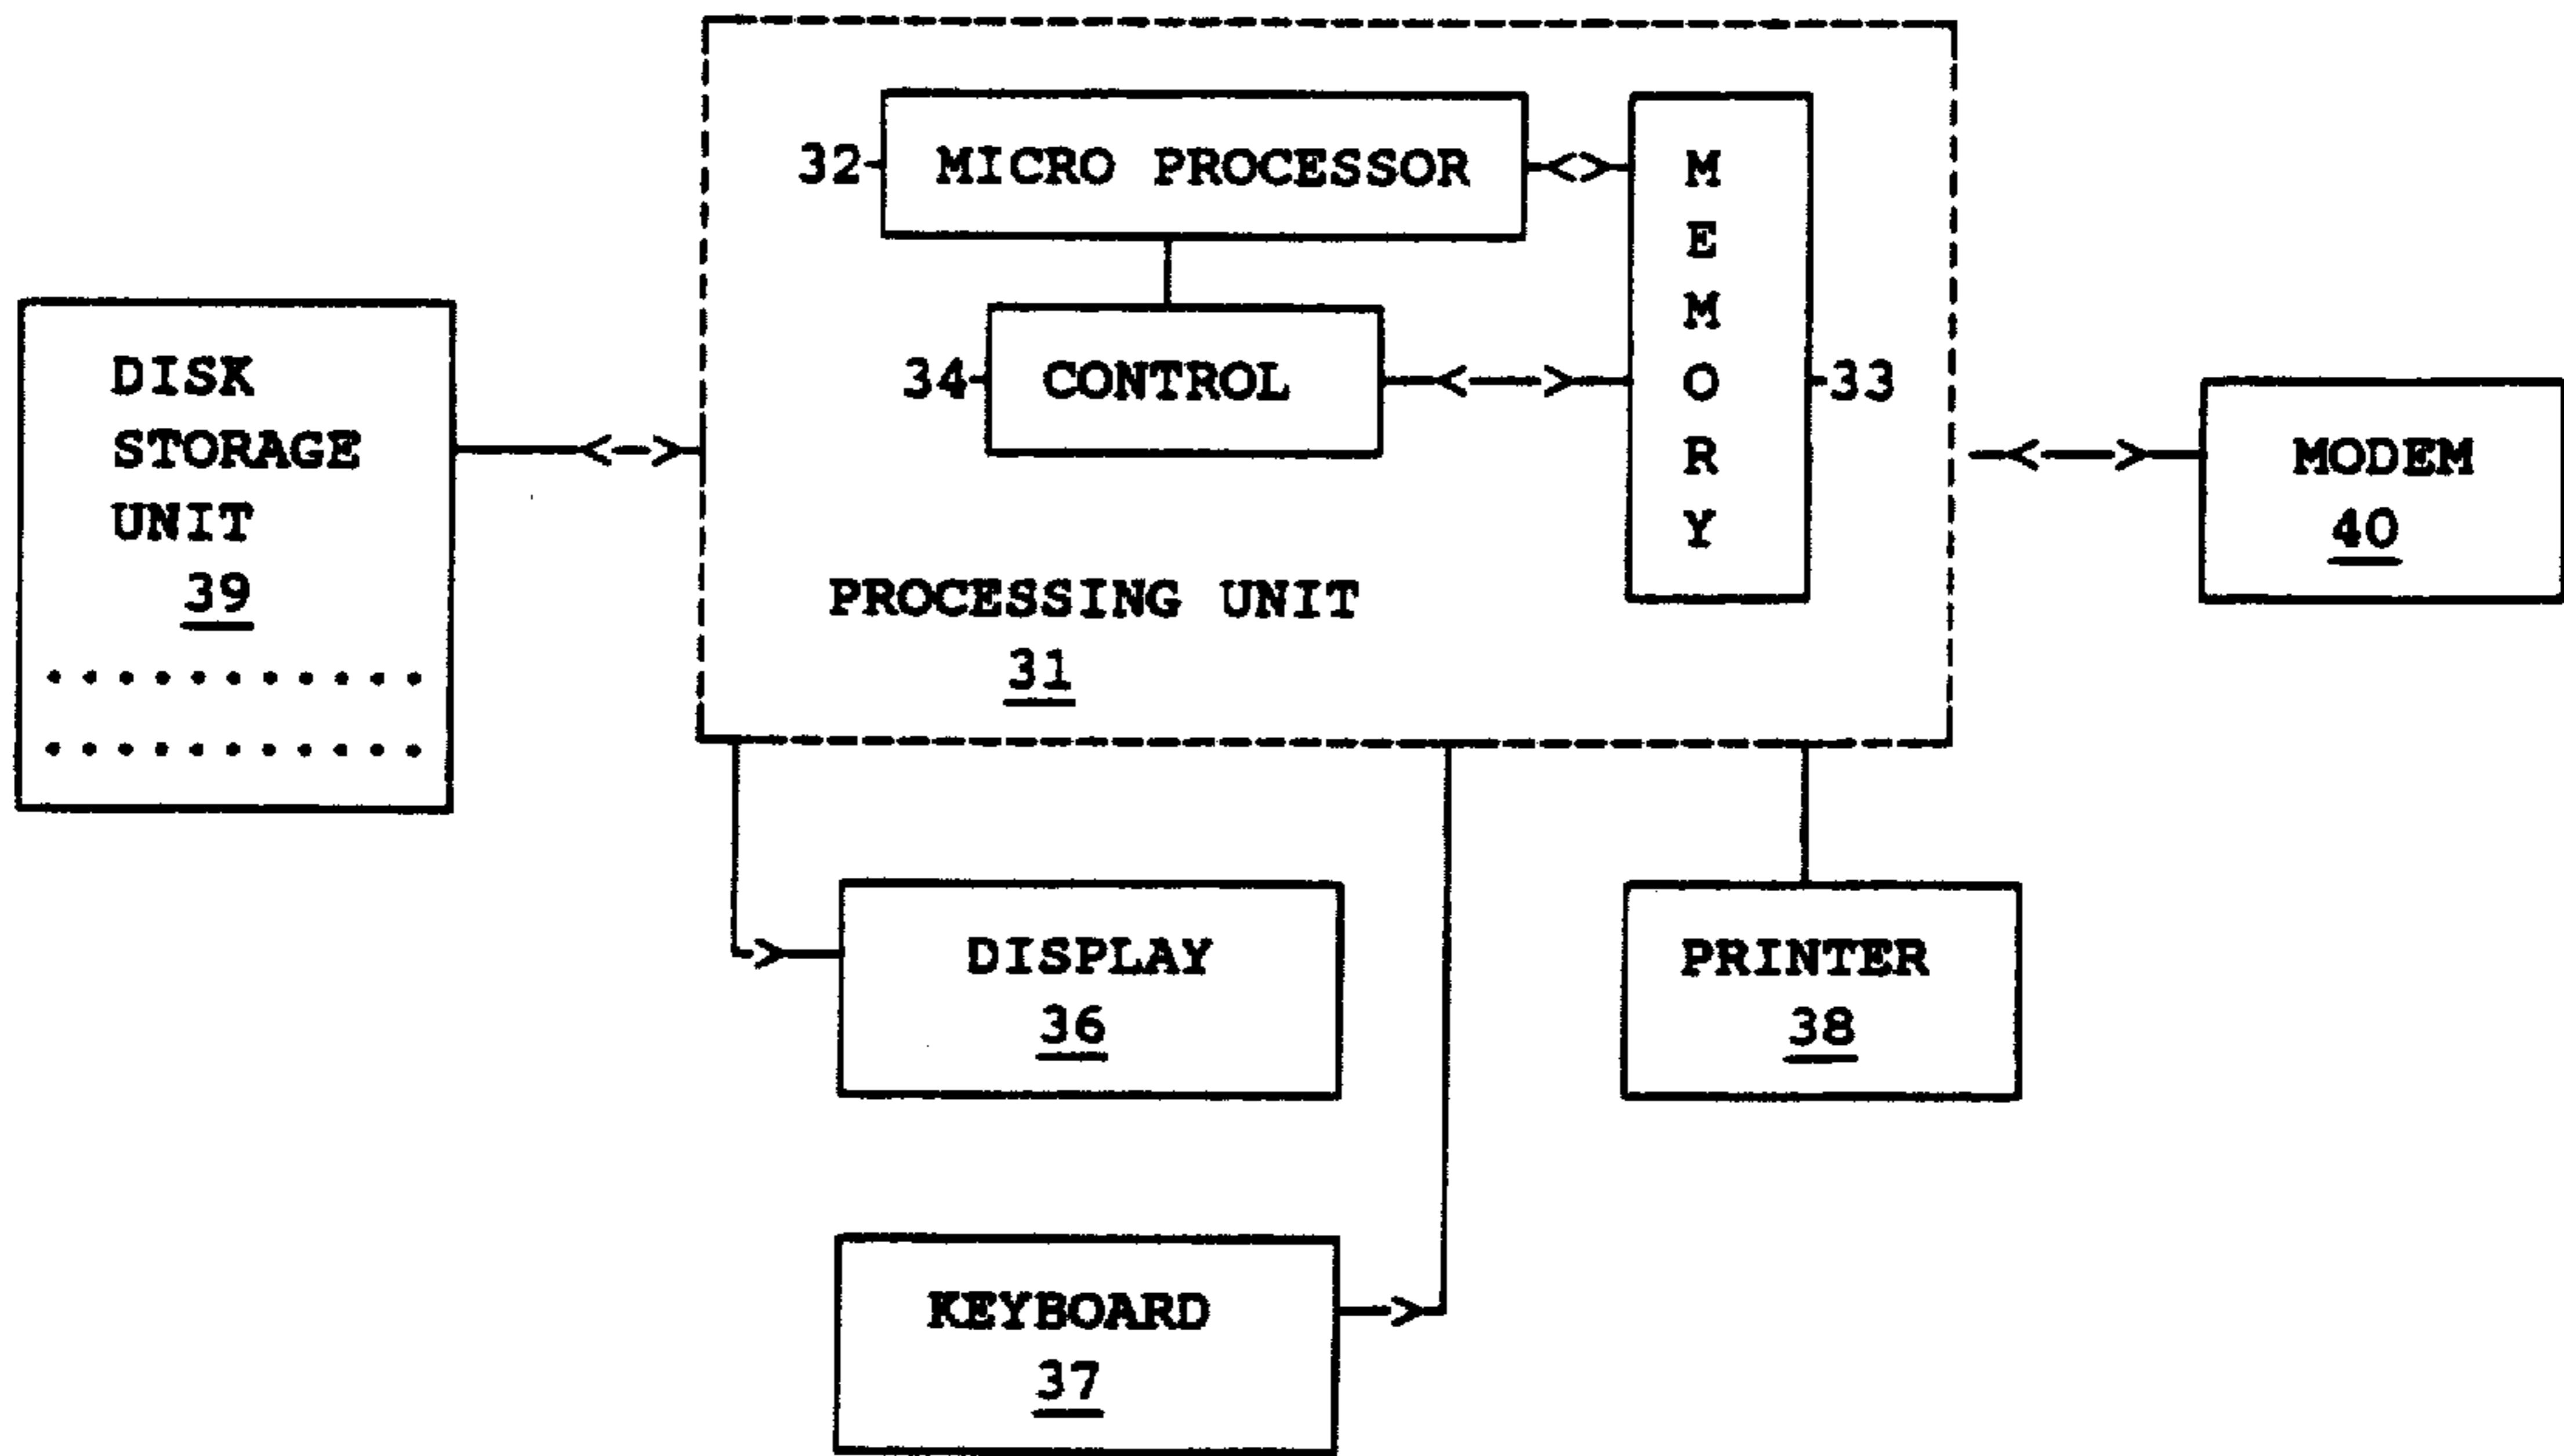 DISK
STORAGE
UNIT
39
32
MICRO PROCESSOR
34
CONTROL
MEMORY
33
PROCESSING UNIT
31
MODEM
40
DISPLAY
36
PRINTER
38
KEYBOARD
37